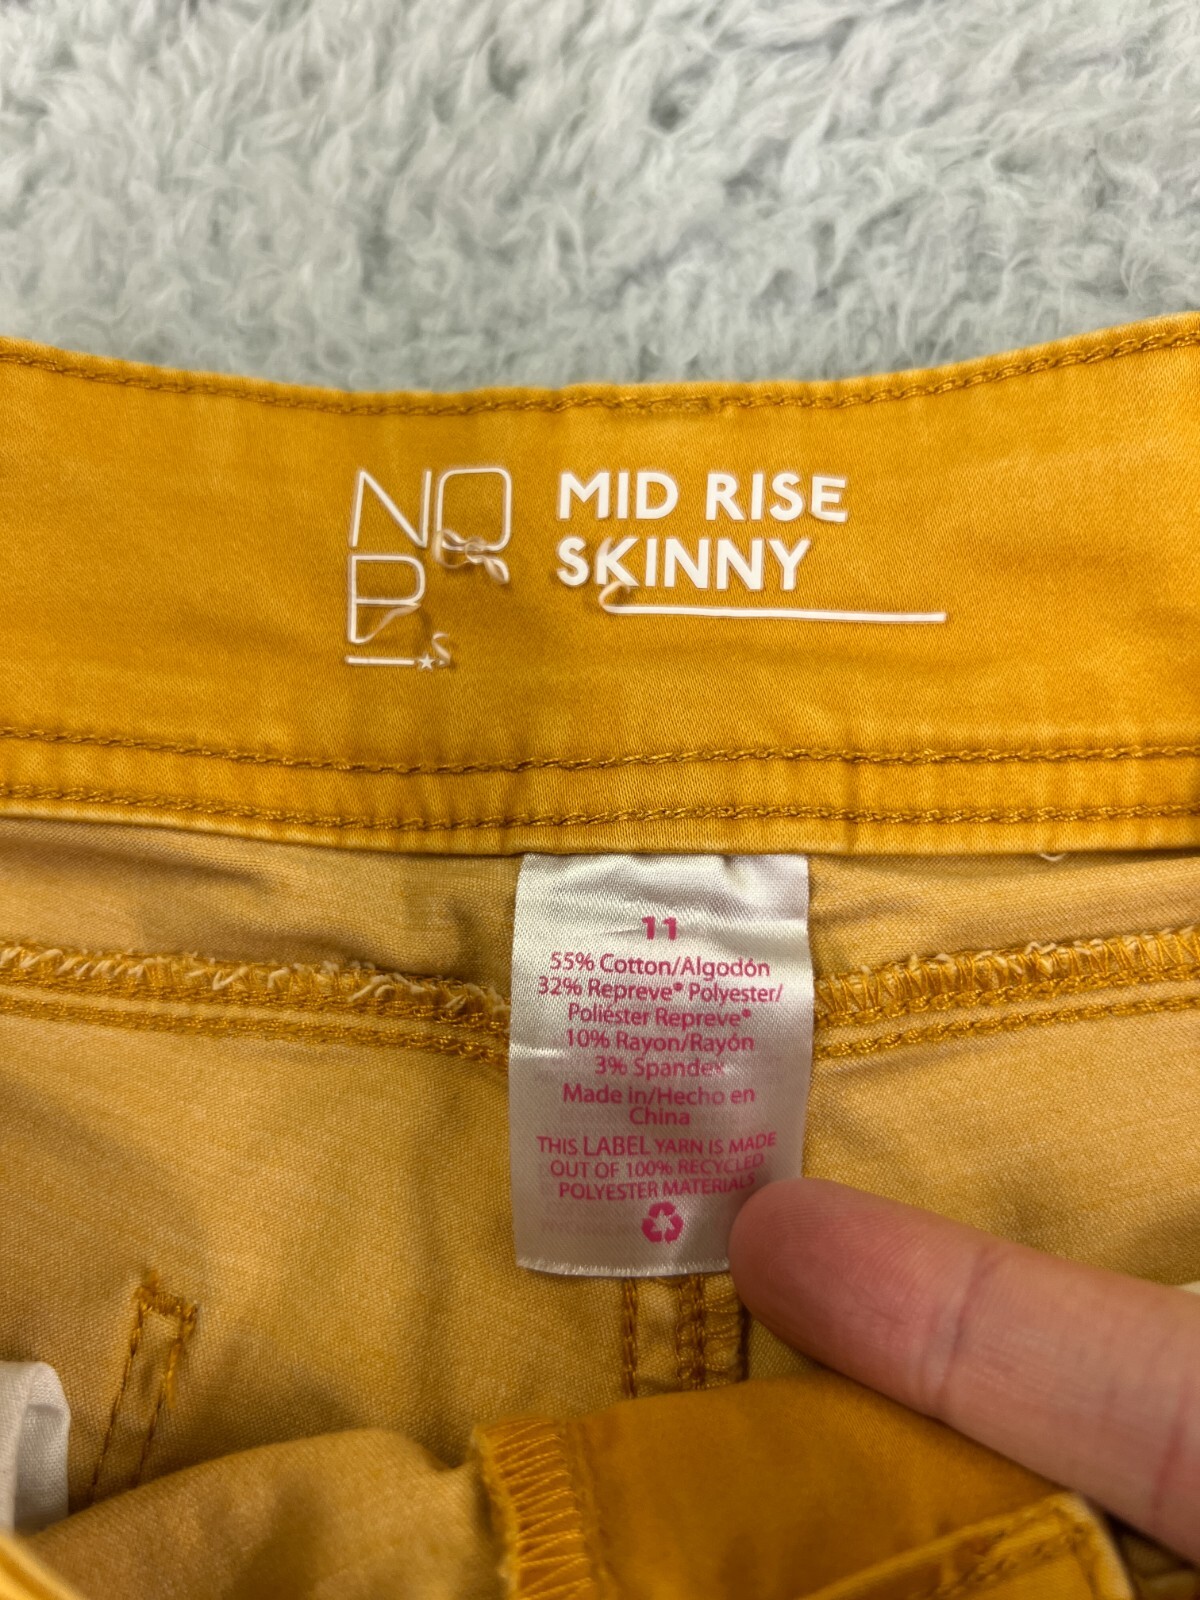 NO
B
★S
MID RISE
SKINNY
11
55% Cotton/Algodón
32% Repreve® Polyester/
Poliéster Repreve®
10% Rayon/Rayón
3% Spandex
Made in/Hecho en
China
THIS LABEL YARN IS MADE
OUT OF 100% RECYCLED
POLYESTER MATERIALS